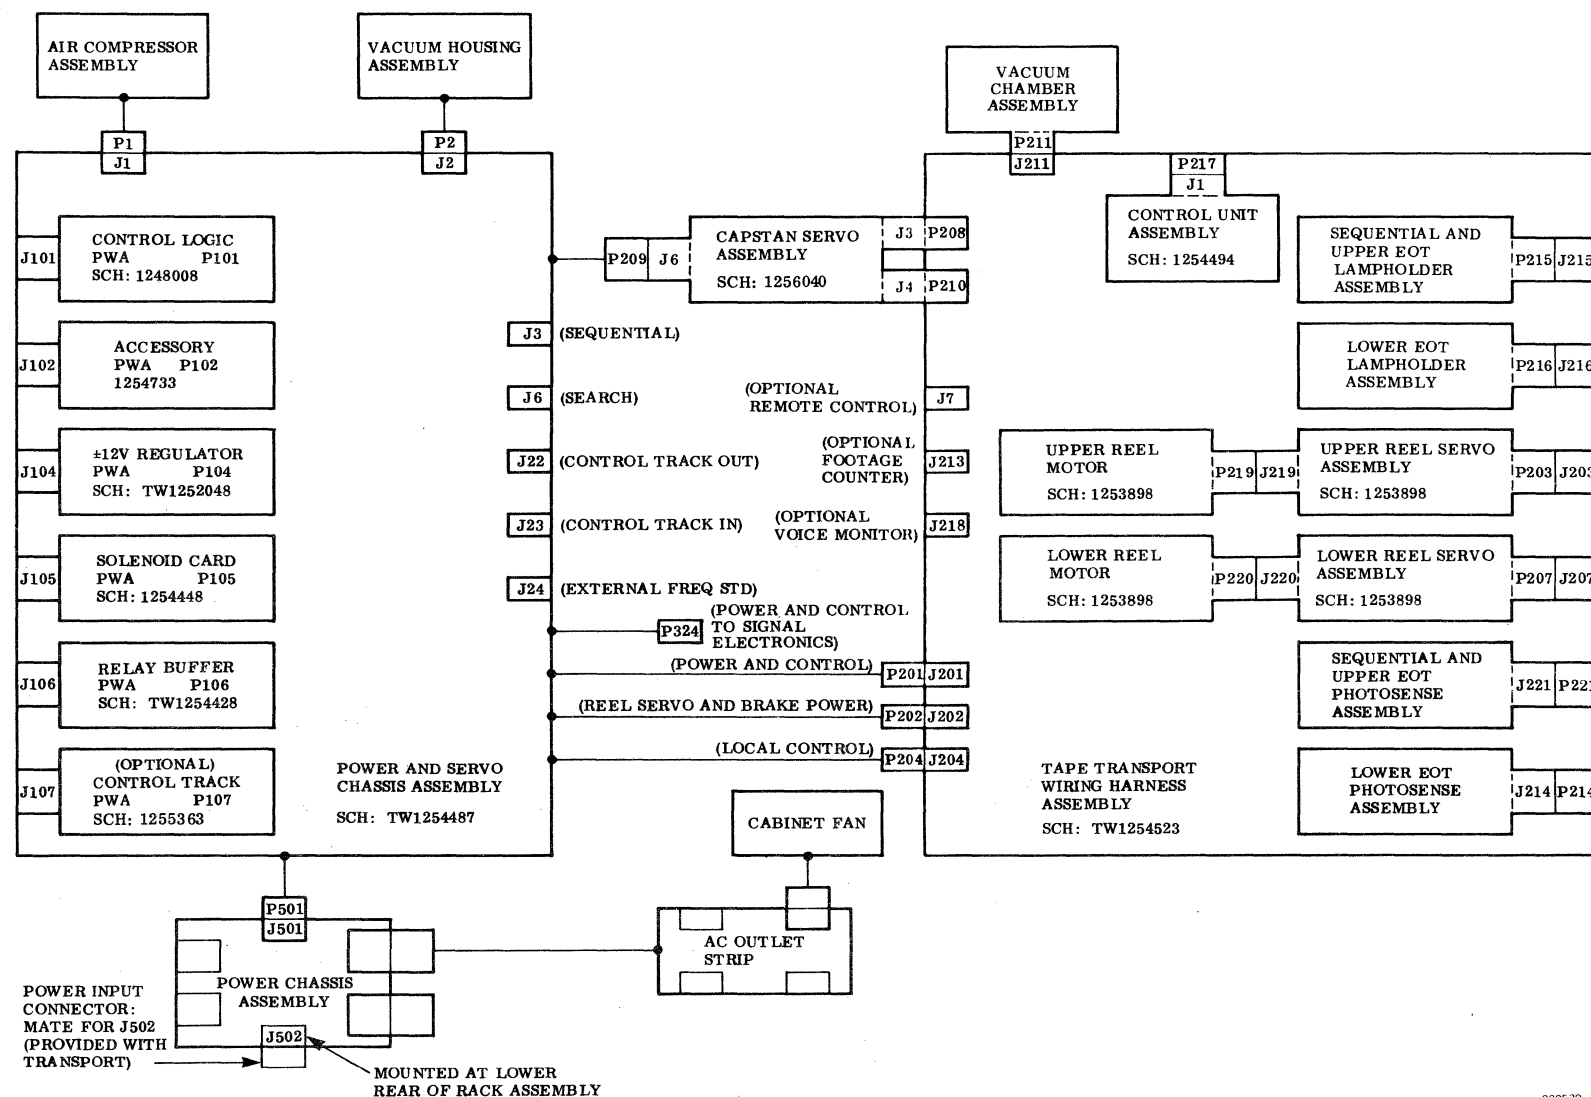 AIR COMPRESSOR
ASSEMBLY
P1
J1
VACUUM HOUSING
ASSEMBLY
P2
J2
VACUUM
CHAMBER
ASSEMBLY
P211
J211
P217
J1
CONTROL UNIT
ASSEMBLY
SCH: 1254494
J101
CONTROL LOGIC
PWA P101
SCH: 1248008
J102
ACCESSORY
PWA P102
1254733
J104
±12V REGULATOR
PWA P104
SCH: TW1252048
J105
SOLENOID CARD
PWA P105
SCH: 1254448
J106
RELAY BUFFER
PWA P106
SCH: TW1254428
J107
(OPTIONAL)
CONTROL TRACK
PWA P107
SCH: 1255363
POWER AND SERVO
CHASSIS ASSEMBLY
SCH: TW1254487
P209 J6
CAPSTAN SERVO
ASSEMBLY
SCH: 1256040
J3 P208
J4 P210
J3 (SEQUENTIAL)
J6 (SEARCH)
J22 (CONTROL TRACK OUT)
J23 (CONTROL TRACK IN)
J24 (EXTERNAL FREQ STD)
(OPTIONAL
REMOTE CONTROL)
J7
(OPTIONAL
FOOTAGE
COUNTER)
J213
(OPTIONAL
VOICE MONITOR)
J218
P324
(POWER AND CONTROL
TO SIGNAL
ELECTRONICS)
(POWER AND CONTROL)
P201 J201
(REEL SERVO AND BRAKE POWER)
P202 J202
(LOCAL CONTROL)
P204 J204
SEQUENTIAL AND
UPPER EOT
LAMPHOLDER
ASSEMBLY
P215 J215
LOWER EOT
LAMPHOLDER
ASSEMBLY
P216 J216
UPPER REEL
MOTOR
SCH: 1253898
P219 J219
UPPER REEL SERVO
ASSEMBLY
SCH: 1253898
P203 J203
LOWER REEL
MOTOR
SCH: 1253898
P220 J220
LOWER REEL SERVO
ASSEMBLY
SCH: 1253898
P207 J207
SEQUENTIAL AND
UPPER EOT
PHOTOSENSE
ASSEMBLY
J221 P221
LOWER EOT
PHOTOSENSE
ASSEMBLY
J214 P214
TAPE TRANSPORT
WIRING HARNESS
ASSEMBLY
SCH: TW1254523
CABINET FAN
AC OUTLET
STRIP
P501
J501
POWER CHASSIS
ASSEMBLY
J502
POWER INPUT
CONNECTOR:
MATE FOR J502
(PROVIDED WITH
TRANSPORT)
MOUNTED AT LOWER
REAR OF RACK ASSEMBLY